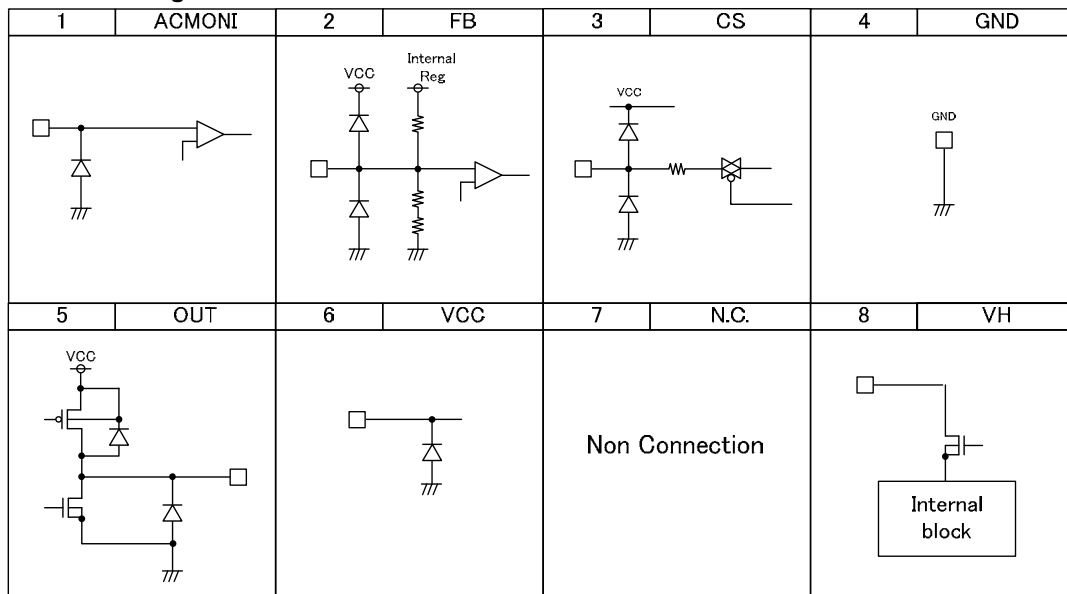 1 ACMONI 2 FB 3 CS 4 GND
VCC
Internal
Reg
VCC
GND
5 OUT 6 VCC 7 N.C. 8 VH
VCC
Non Connection
Internal
block